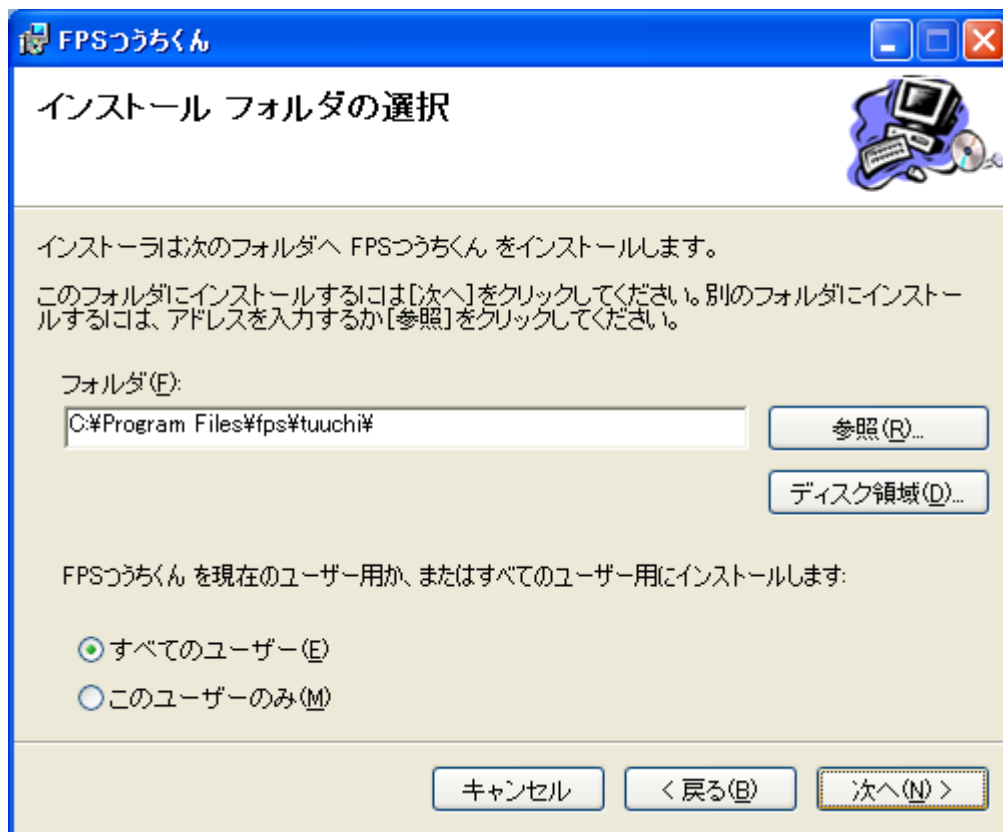 FPSつうちくん
インストール フォルダの選択
インストーラは次のフォルダへ FPSつうちくん をインストールします。
このフォルダにインストールするには[次へ]をクリックしてください。別のフォルダにインストー
ルするには、アドレスを入力するか[参照]をクリックしてください。
フォルダ(F):
C:¥Program Files¥fps¥tuuchi¥
参照(R)...
ディスク領域(D)...
FPSつうちくん を現在のユーザー用か、またはすべてのユーザー用にインストールします:
すべてのユーザー(E)
このユーザーのみ(M)
キャンセル
< 戻る(B)
次へ(N) >